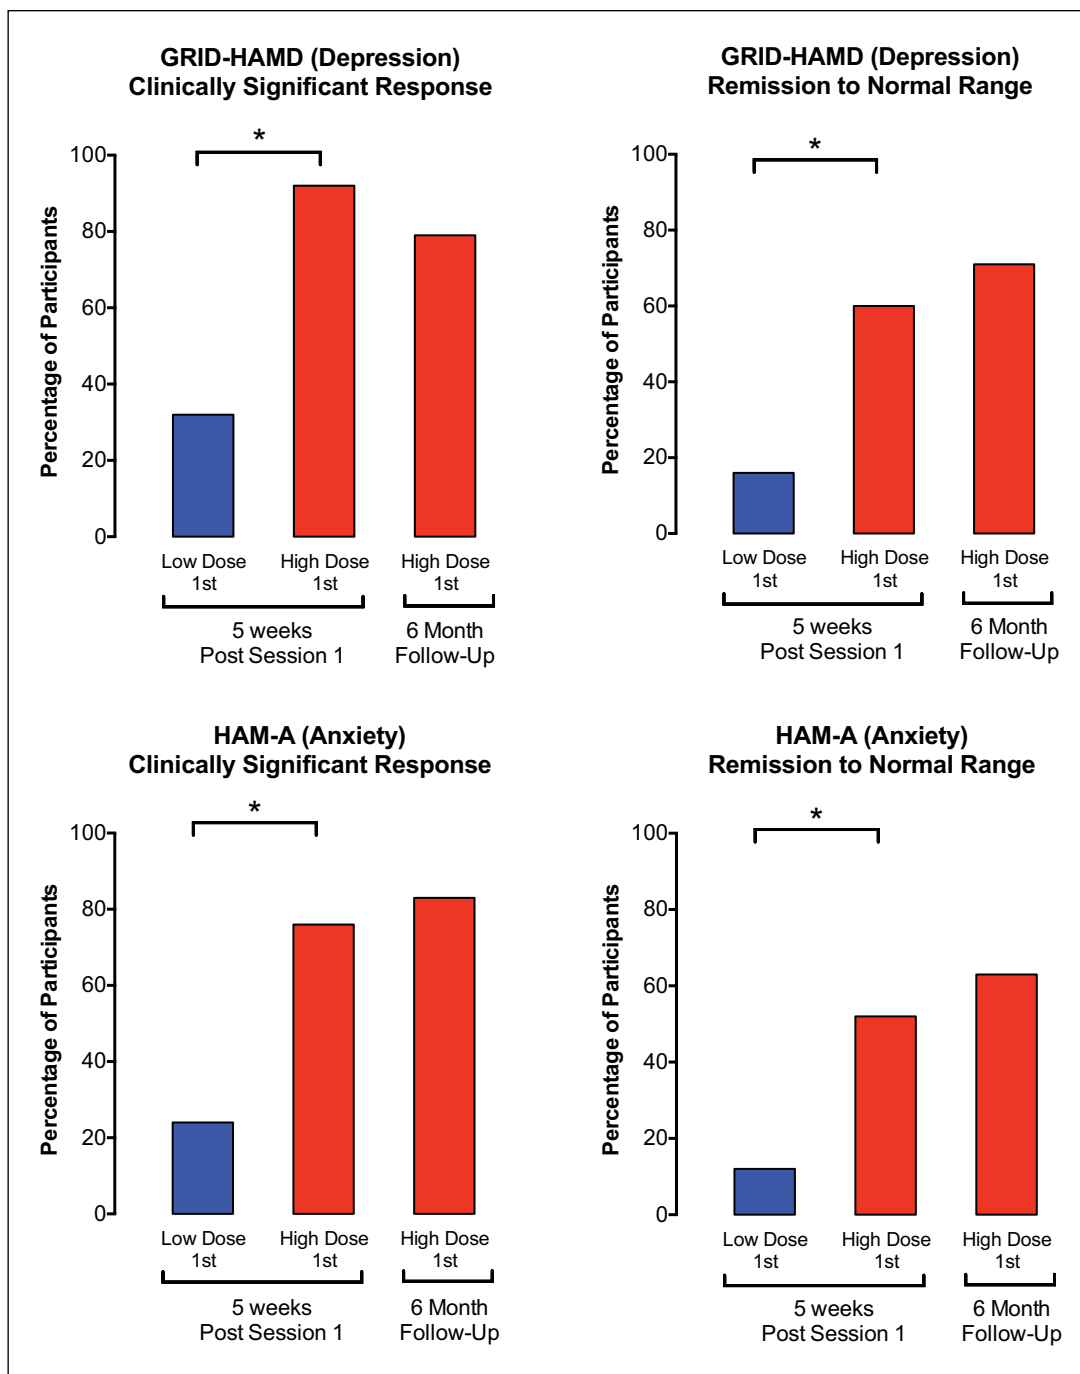 GRID-HAMD (Depression)
Clinically Significant Response
*
Percentage of Participants
100
80
60
40
20
0
Low Dose
1st
High Dose
1st
High Dose
1st
5 weeks
Post Session 1
6 Month
Follow-Up
GRID-HAMD (Depression)
Remission to Normal Range
*
Percentage of Participants
100
80
60
40
20
0
Low Dose
1st
High Dose
1st
High Dose
1st
5 weeks
Post Session 1
6 Month
Follow-Up
HAM-A (Anxiety)
Clinically Significant Response
*
Percentage of Participants
100
80
60
40
20
0
Low Dose
1st
High Dose
1st
High Dose
1st
5 weeks
Post Session 1
6 Month
Follow-Up
HAM-A (Anxiety)
Remission to Normal Range
*
Percentage of Participants
100
80
60
40
20
0
Low Dose
1st
High Dose
1st
High Dose
1st
5 weeks
Post Session 1
6 Month
Follow-Up